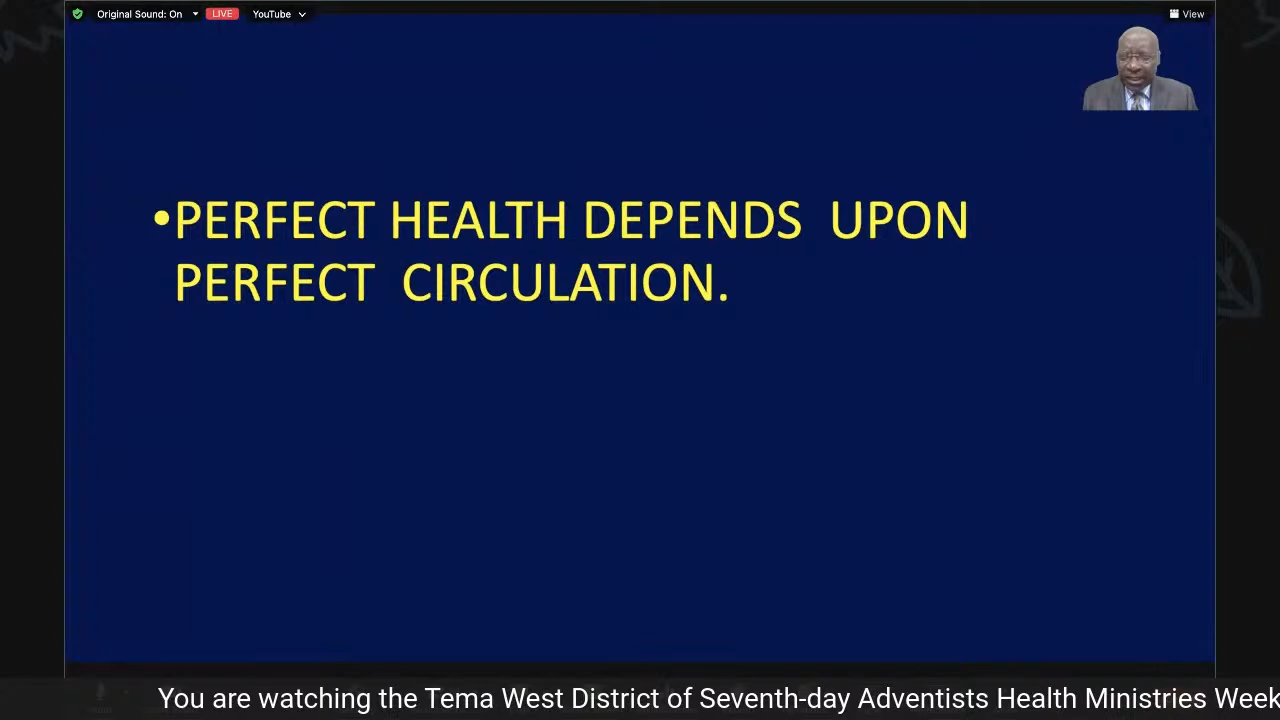 Original Sound: On
LIVE
YouTube
View
•PERFECT HEALTH DEPENDS  UPON
PERFECT  CIRCULATION.
You are watching the Tema West District of Seventh-day Adventists Health Ministries Week